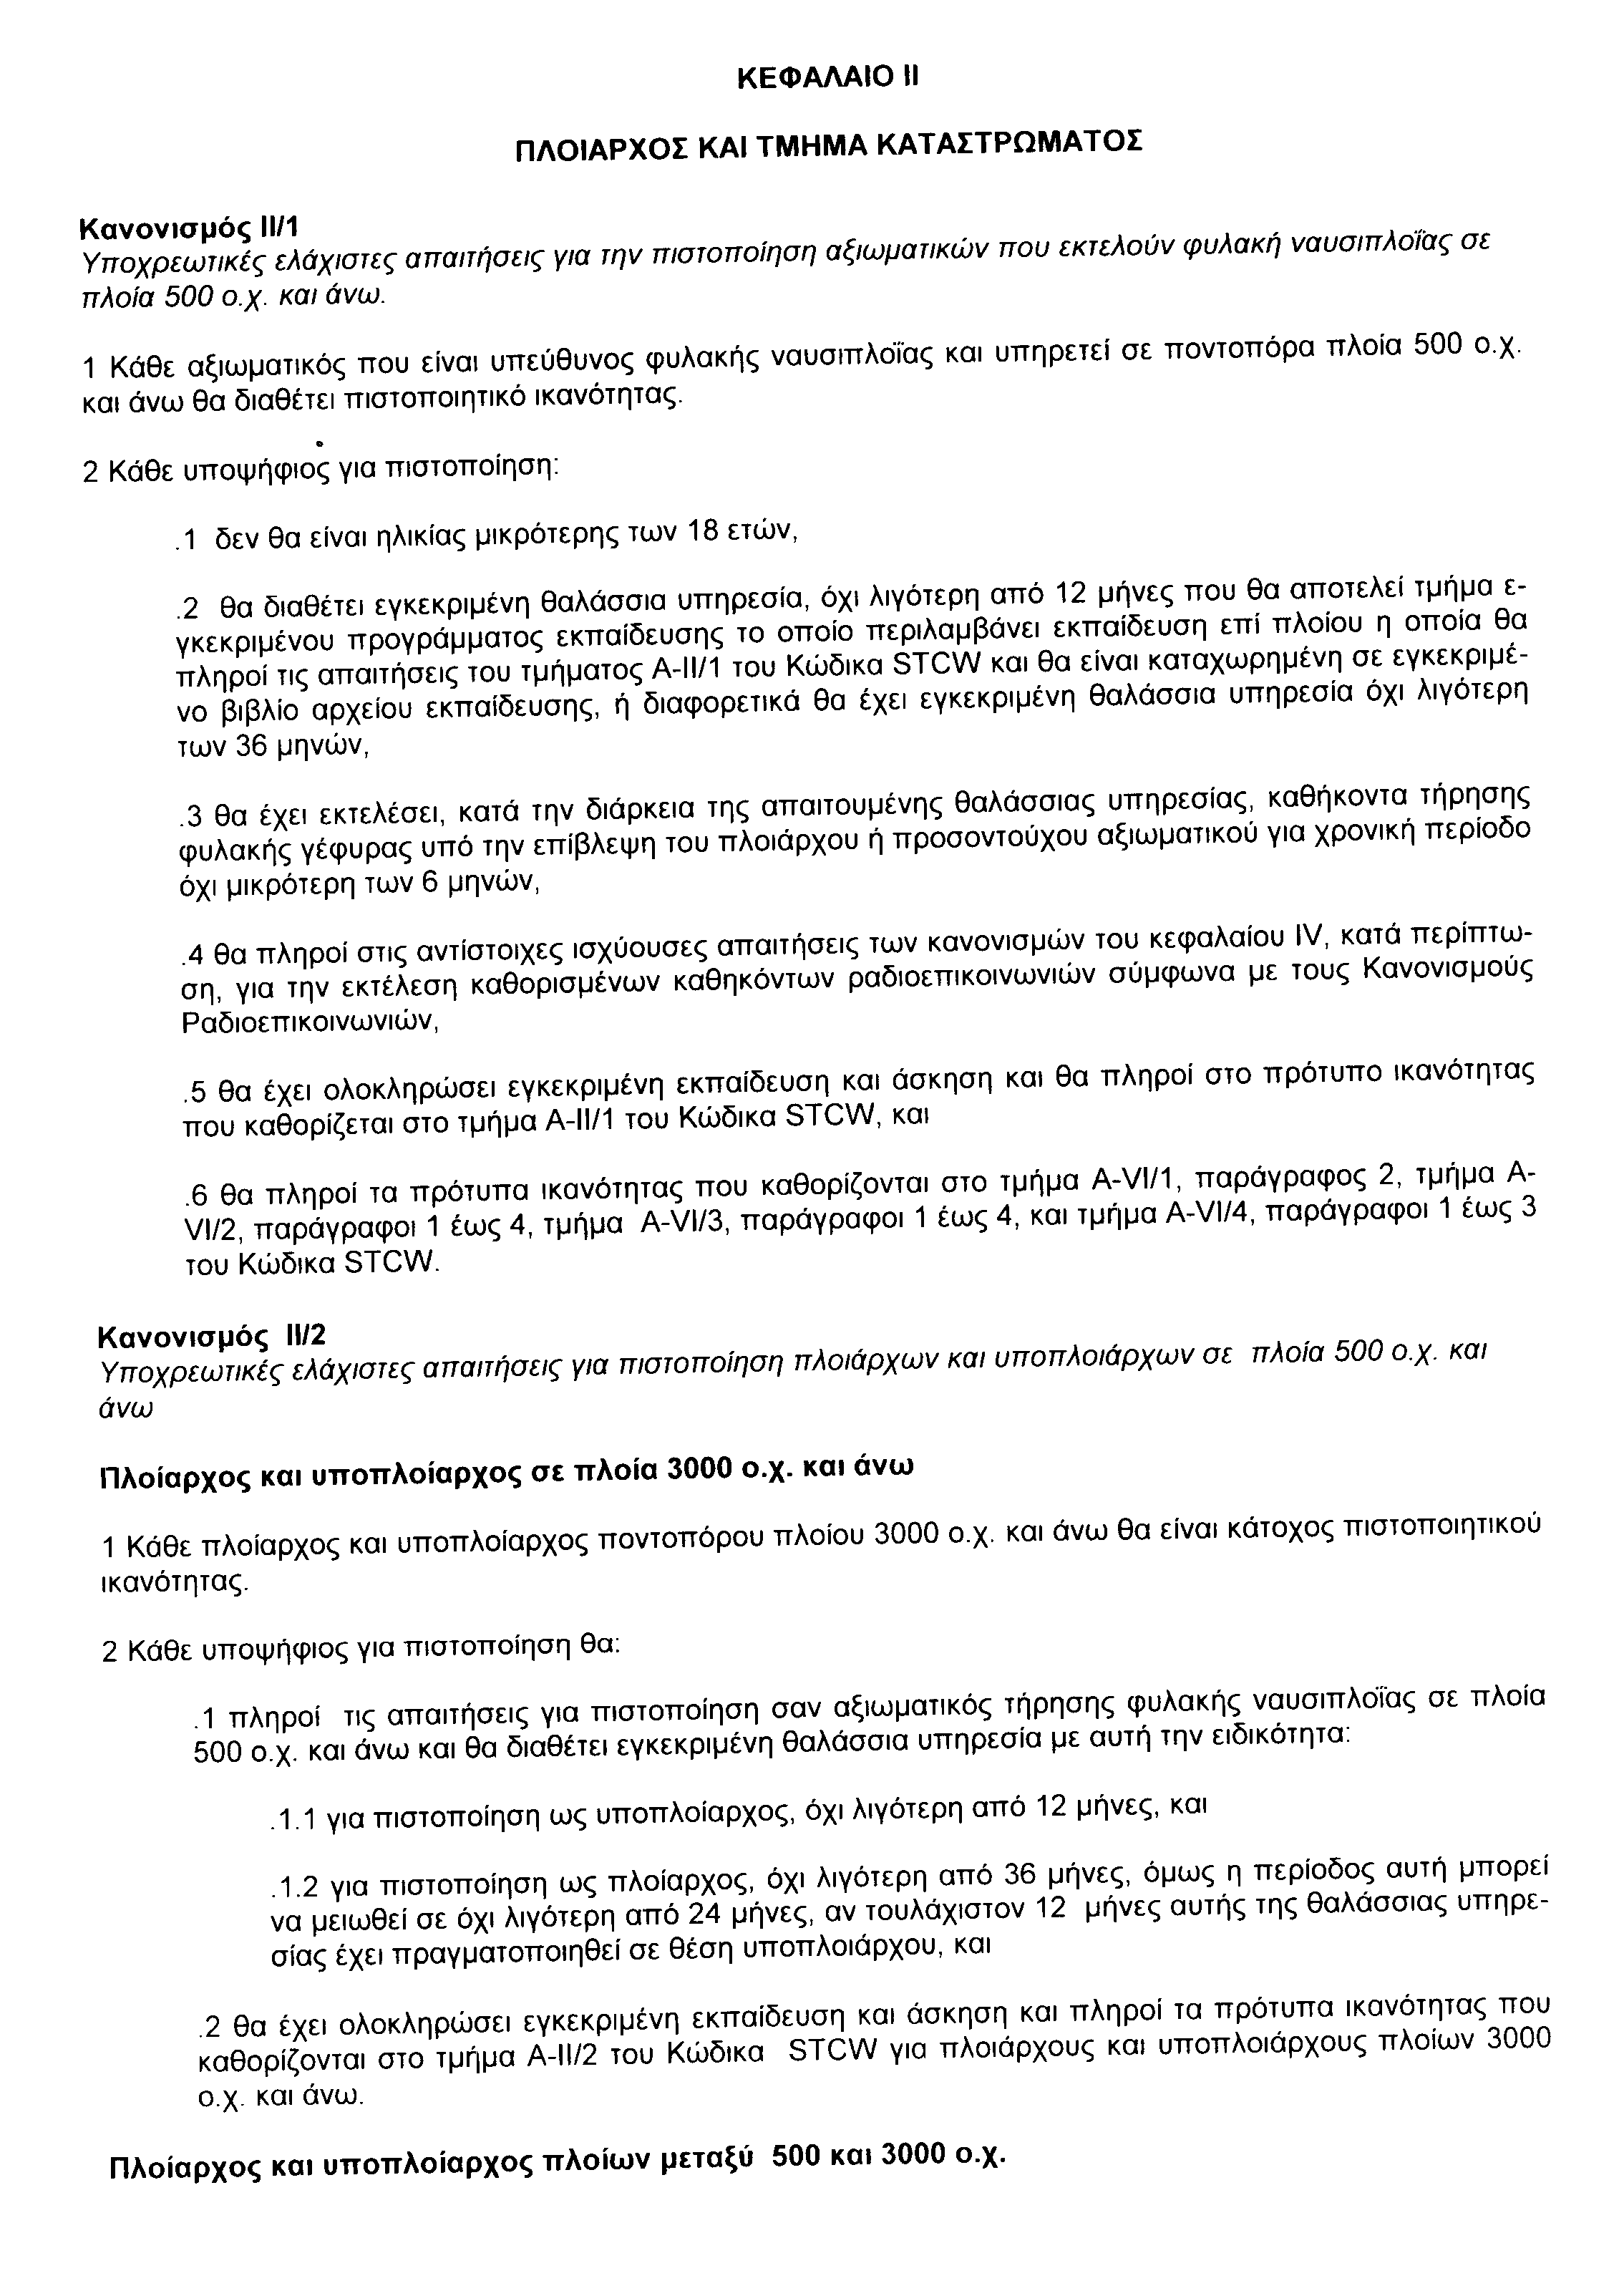 ΚΕΦΑΛΑΙΟ ΙΙ
ΠΛΟΙΑΡΧΟΣ ΚΑΙ ΤΜΗΜΑ ΚΑΤΑΣΤΡΩΜΑΤΟΣ
Κανονισμός ΙΙ/1
Υποχρεωτικές ελάχιστες απαιτήσεις για την πιστοποίηση αξιωματικών που εκτελούν φυλακή ναυσιπλοΐας σε
πλοία 500 ο.χ. και άνω.
1 Κάθε αξιωματικός που είναι υπεύθυνος φυλακής ναυσιπλοΐας και υπηρετεί σε ποντοπόρα πλοία 500 ο.χ.
και άνω θα διαθέτει πιστοποιητικό ικανότητας.
2 Κάθε υποψήφιος για πιστοποίηση:
.1 δεν θα είναι ηλικίας μικρότερης των 18 ετών,
.2 θα διαθέτει εγκεκριμένη θαλάσσια υπηρεσία, όχι λιγότερη από 12 μήνες που θα αποτελεί τμήμα ε-
γκεκριμένου προγράμματος εκπαίδευσης το οποίο περιλαμβάνει εκπαίδευση επί πλοίου η οποία θα
πληροί τις απαιτήσεις του τμήματος Α-ΙΙ/1 του Κώδικα STCW και θα είναι καταχωρημένη σε εγκεκριμέ-
νο βιβλίο αρχείου εκπαίδευσης, ή διαφορετικά θα έχει εγκεκριμένη θαλάσσια υπηρεσία όχι λιγότερη
των 36 μηνών,
.3 θα έχει εκτελέσει, κατά την διάρκεια της απαιτουμένης θαλάσσιας υπηρεσίας, καθήκοντα τήρησης
φυλακής γέφυρας υπό την επίβλεψη του πλοιάρχου ή προσοντούχου αξιωματικού για χρονική περίοδο
όχι μικρότερη των 6 μηνών,
.4 θα πληροί στις αντίστοιχες ισχύουσες απαιτήσεις των κανονισμών του κεφαλαίου IV, κατά περίπτω-
ση, για την εκτέλεση καθορισμένων καθηκόντων ραδιοεπικοινωνιών σύμφωνα με τους Κανονισμούς
Ραδιοεπικοινωνιών,
.5 θα έχει ολοκληρώσει εγκεκριμένη εκπαίδευση και άσκηση και θα πληροί στο πρότυπο ικανότητας
που καθορίζεται στο τμήμα Α-ΙΙ/1 του Κώδικα STCW, και
.6 θα πληροί τα πρότυπα ικανότητας που καθορίζονται στο τμήμα A-VI/1, παράγραφος 2, τμήμα A-
VI/2, παράγραφοι 1 έως 4, τμήμα A-VI/3, παράγραφοι 1 έως 4, και τμήμα A-VI/4, παράγραφοι 1 έως 3
του Κώδικα STCW.
Κανονισμός ΙΙ/2
Υποχρεωτικές ελάχιστες απαιτήσεις για πιστοποίηση πλοιάρχων και υποπλοιάρχων σε πλοία 500 ο.χ. και
άνω
Πλοίαρχος και υποπλοίαρχος σε πλοία 3000 ο.χ. και άνω
1 Κάθε πλοίαρχος και υποπλοίαρχος ποντοπόρου πλοίου 3000 ο.χ. και άνω θα είναι κάτοχος πιστοποιητικού
ικανότητας.
2 Κάθε υποψήφιος για πιστοποίηση θα:
.1 πληροί τις απαιτήσεις για πιστοποίηση σαν αξιωματικός τήρησης φυλακής ναυσιπλοΐας σε πλοία
500 ο.χ. και άνω και θα διαθέτει εγκεκριμένη θαλάσσια υπηρεσία με αυτή την ειδικότητα:
.1.1 για πιστοποίηση ως υποπλοίαρχος, όχι λιγότερη από 12 μήνες, και
.1.2 για πιστοποίηση ως πλοίαρχος, όχι λιγότερη από 36 μήνες, όμως η περίοδος αυτή μπορεί
να μειωθεί σε όχι λιγότερη από 24 μήνες, αν τουλάχιστον 12 μήνες αυτής της θαλάσσιας υπηρε-
σίας έχει πραγματοποιηθεί σε θέση υποπλοιάρχου, και
.2 θα έχει ολοκληρώσει εγκεκριμένη εκπαίδευση και άσκηση και πληροί τα πρότυπα ικανότητας που
καθορίζονται στο τμήμα Α-ΙΙ/2 του Κώδικα STCW για πλοιάρχους και υποπλοιάρχους πλοίων 3000
ο.χ. και άνω.
Πλοίαρχος και υποπλοίαρχος πλοίων μεταξύ 500 και 3000 ο.χ.